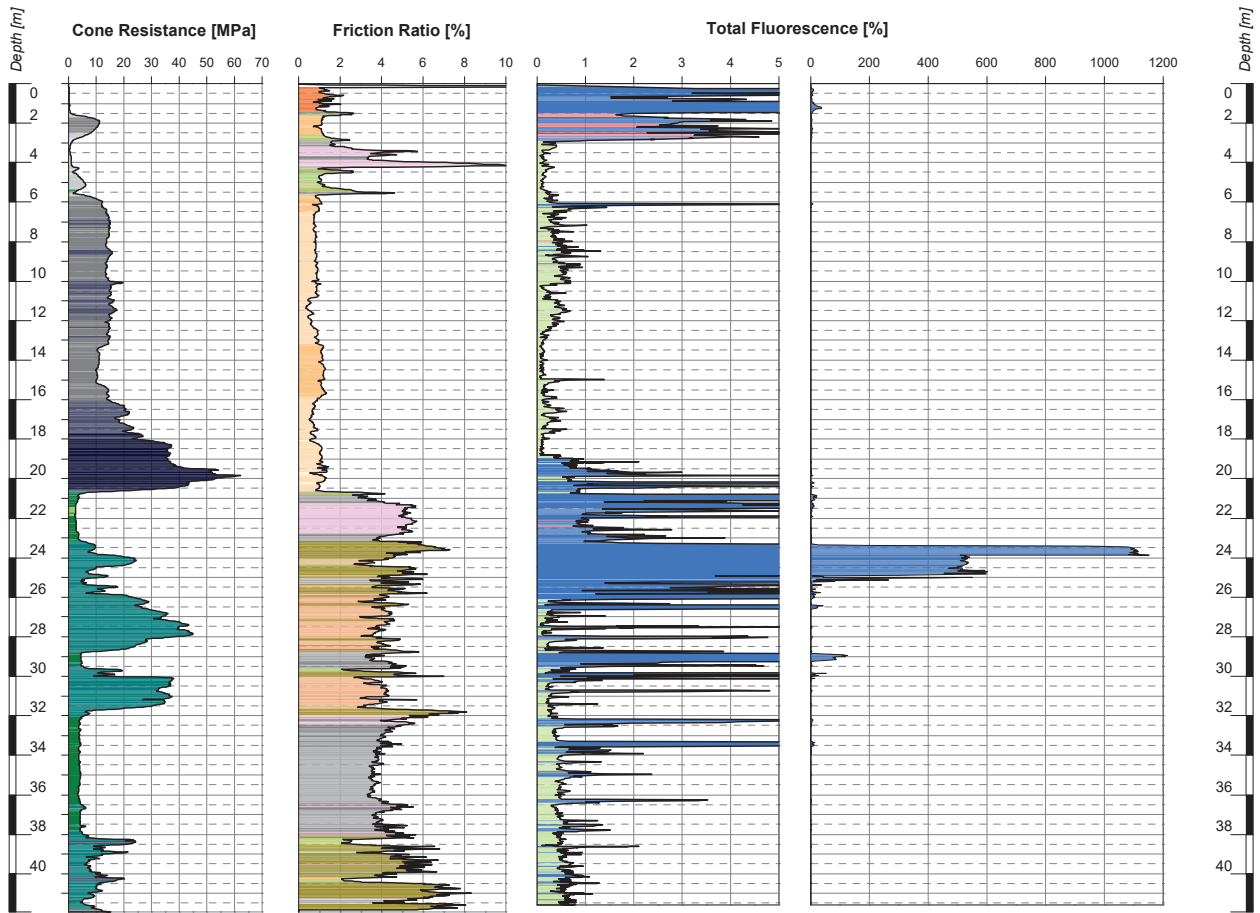 Depth [m]
Cone Resistance [MPa]
Friction Ratio [%]
Total Fluorescence [%]
Depth [m]
0 10 20 30 40 50 60 70
0 2 4 6 8 10
0 1 2 3 4 5
0 200 400 600 800 1000 1200
0 0
2 2
4 4
6 6
8 8
10 10
12 12
14 14
16 16
18 18
20 20
22 22
24 24
26 26
28 28
30 30
32 32
34 34
36 36
38 38
40 40